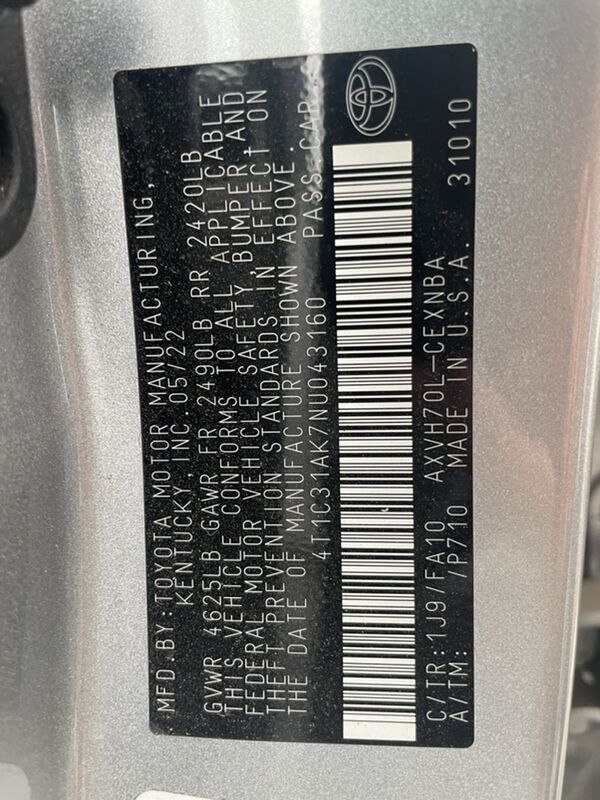 MFD.BY:TOYOTA MOTOR MANUFACTURING,
KENTUCKY, INC.05/22
GVWR 4625LB GAWR FR 2490LB RR 2420LB
THIS VEHICLE CONFORMS TO ALL APPLICABLE
FEDERAL MOTOR VEHICLE SAFETY,BUMPER,AND
THEFT PREVENTION STANDARDS IN EFFECT ON
THE DATE OF MANUFACTURE SHOWN ABOVE.
4T1C31AK7NU043160 PASS.CAR
C/TR:1J9/FA10 AXVH70L-CEXNBA
A/TM: /P710 MADE IN U.S.A. 31010